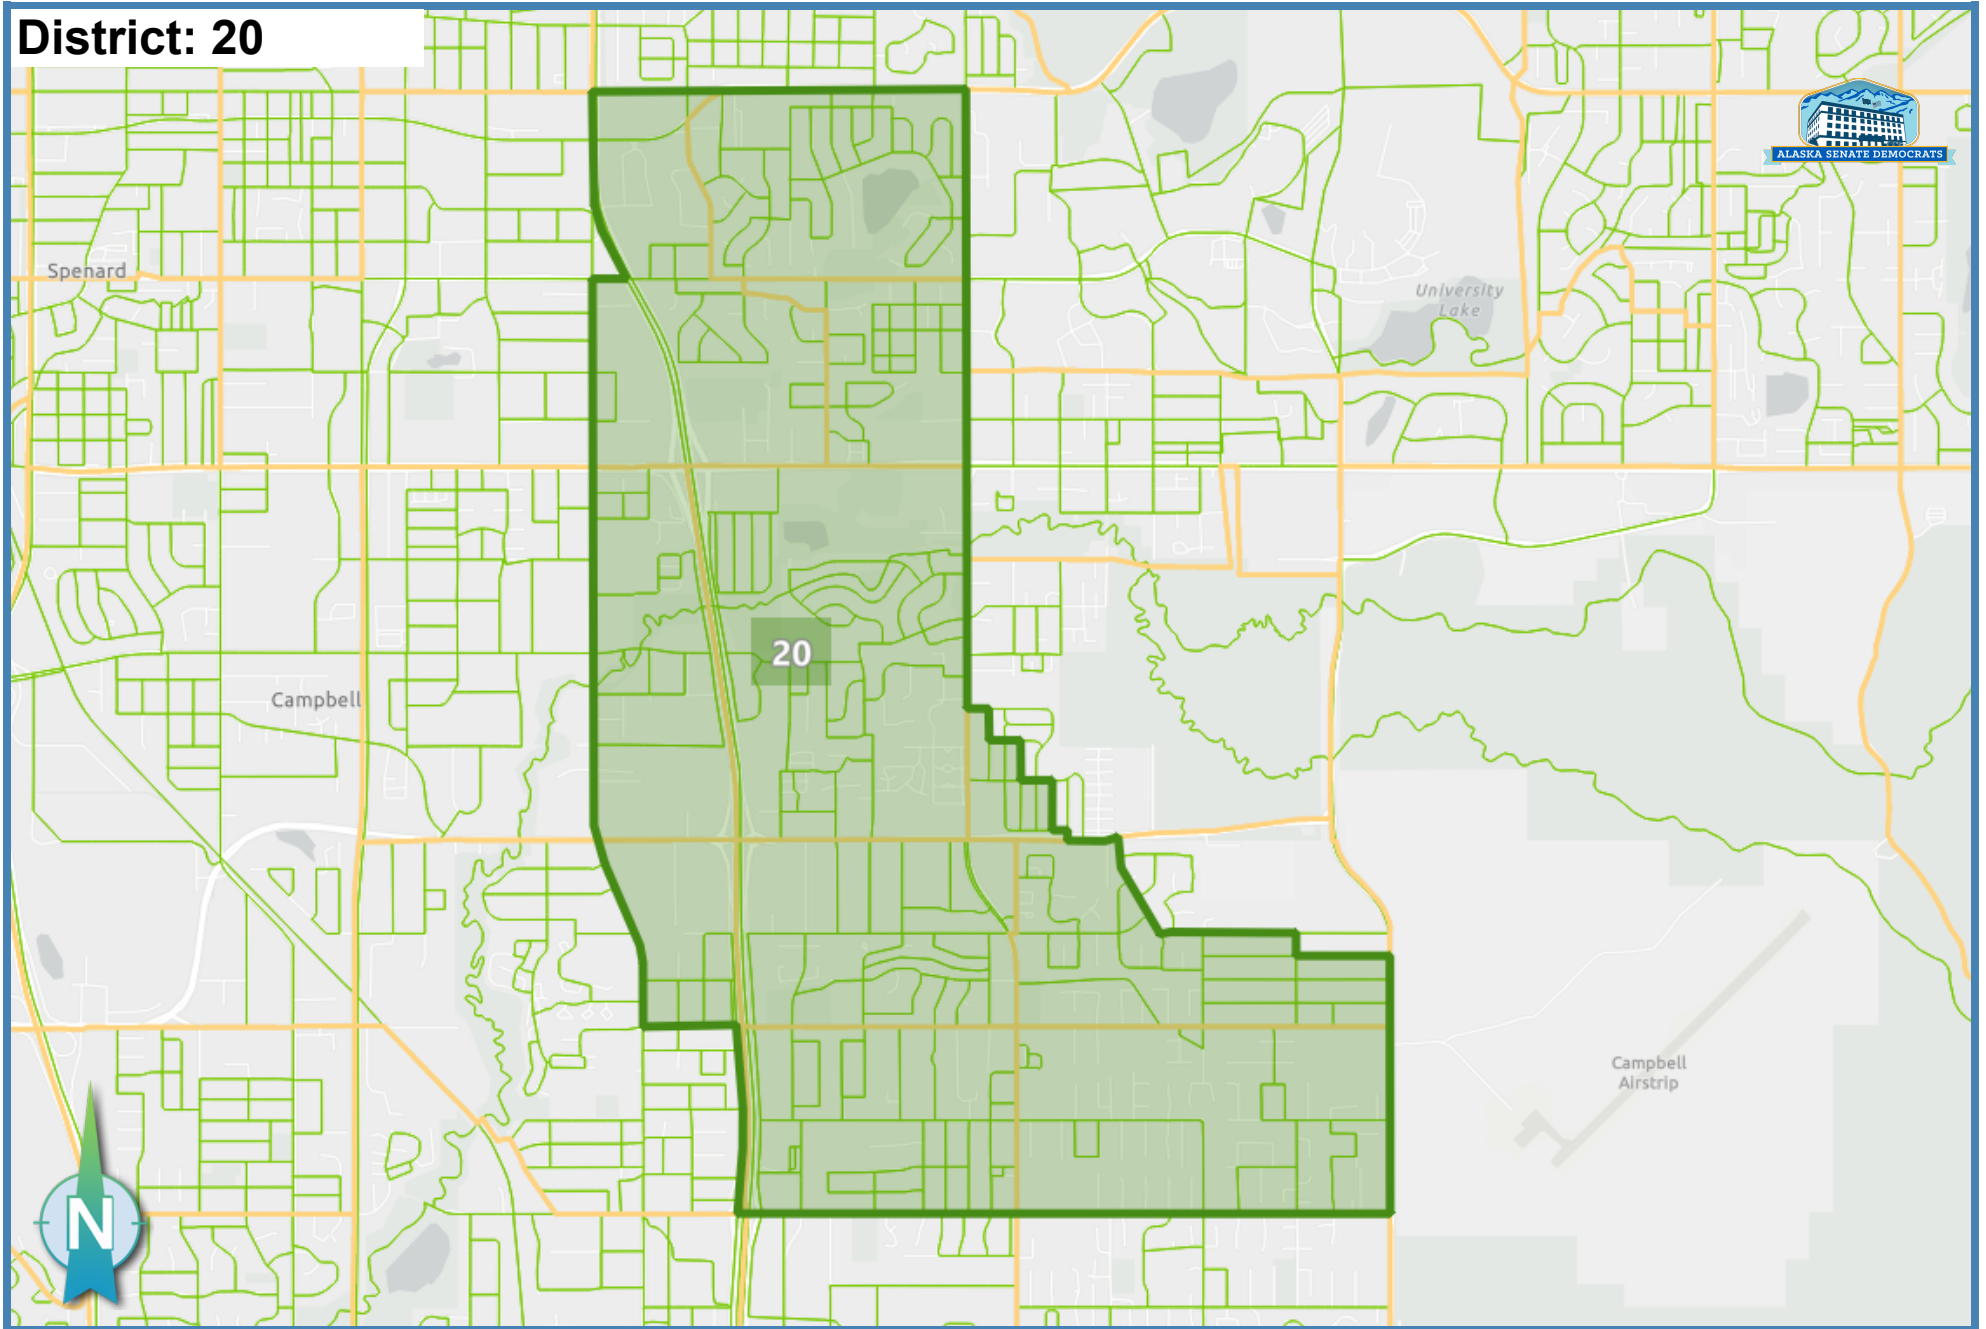 District: 20
ALASKA SENATE DEMOCRATS
Spenard
University
Lake
20
Campbell
Campbell
Airstrip
N